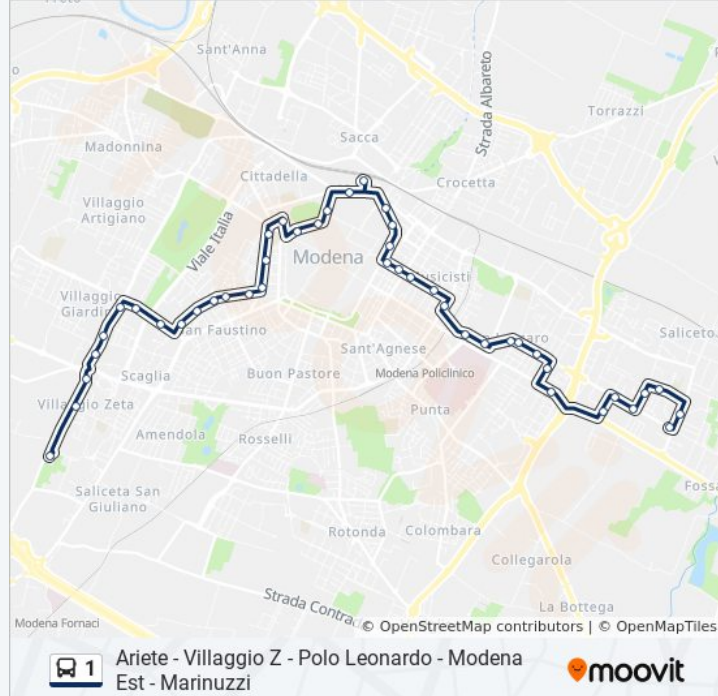 Sant'Anna
Strada Albareto
Torrazzi
Sacca
Madonnina
Cittadella
Crocetta
Villaggio
Artigiano
Viale Italia
Modena
Musicisti
Villaggio
Giardino
San Faustino
Saliceto
Sant'Agnese
Scaglia
Buon Pastore
Modena Policlinico
Villaggio Zeta
Punta
Amendola
Rosselli
Saliceta San
Giuliano
Fossa
Rotonda
Colombara
Collegarola
Strada Contra
La Bottega
Modena Fornaci
© OpenStreetMap contributors | © OpenMapTiles
1
Ariete - Villaggio Z - Polo Leonardo - Modena
Est - Marinuzzi
moovit